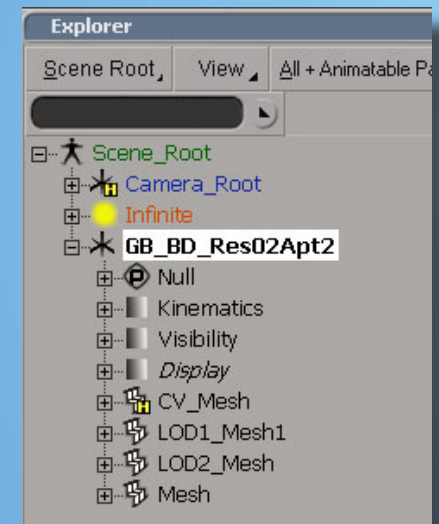 Explorer
Scene Root, View All + Animatable Pa
Scene_Root
Camera_Root
Infinite
GB_BD_Res02Apt2
Null
Kinematics
Visibility
Display
CV_Mesh
LOD1_Mesh1
LOD2_Mesh
Mesh